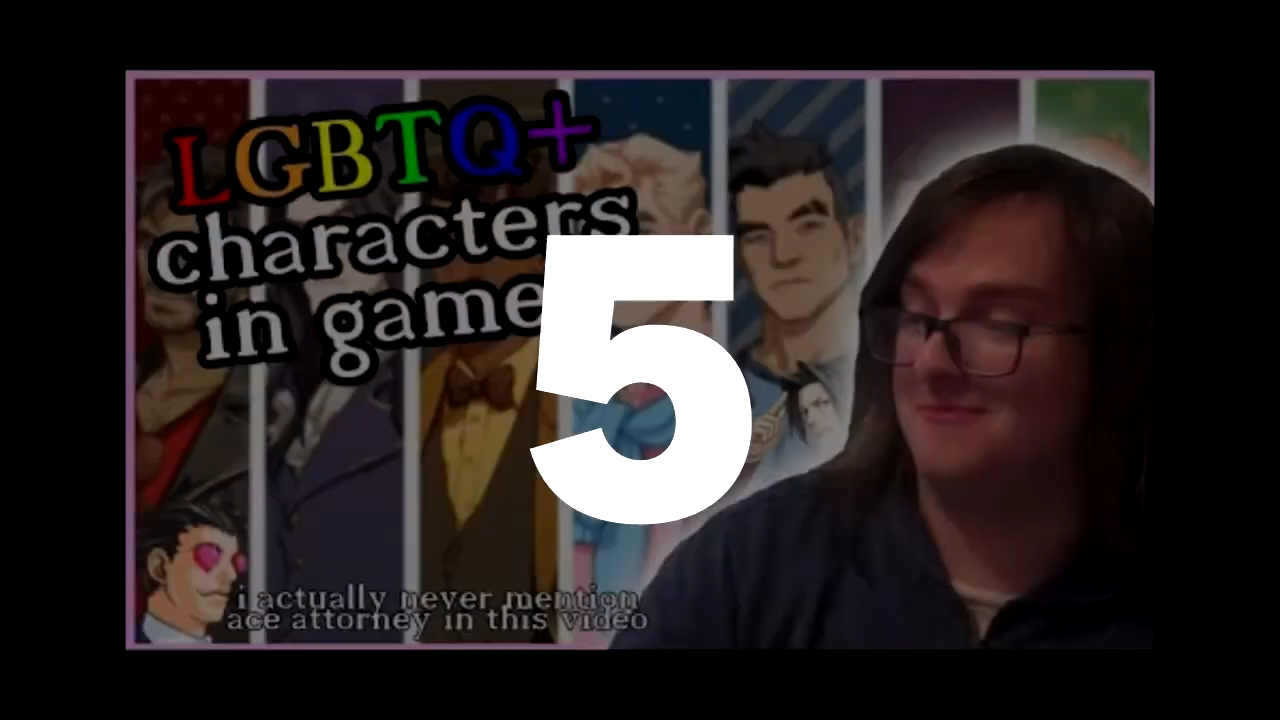 LGBTQ+
characters
in game
5
i actually never mention
ace attorney in this video